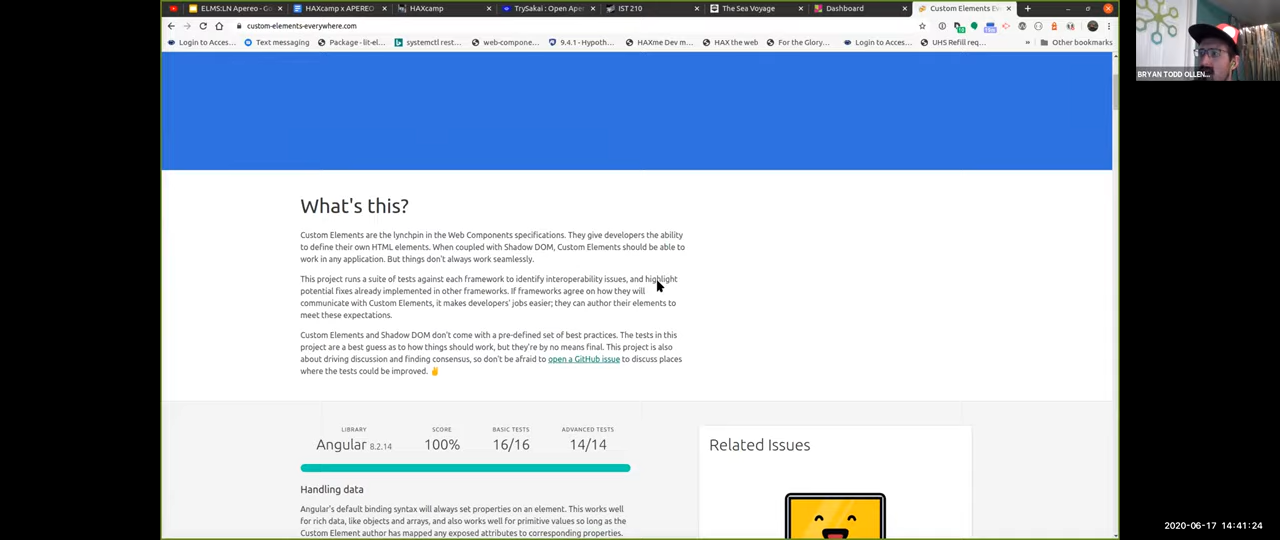 ELMS:LN Apereo - Go
HAXcamp x APEREO
HAXcamp
TrySakai : Open Aper
IST 210
The Sea Voyage
Dashboard
Custom Elements Ev
custom-elements-everywhere.com
Login to Acces...
Text messaging
Package - lit-el...
systemctl rest...
web-compone...
9.4.1 - Hypoth...
HAXme Dev m...
HAX the web
For the Glory...
Login to Acces...
UHS Refill req...
Other bookmarks
BRYAN TODD OLLEN...
What's this?
Custom Elements are the lynchpin in the Web Components specifications. They give developers the ability
to define their own HTML elements. When coupled with Shadow DOM, Custom Elements should be able to
work in any application. But things don't always work seamlessly.
This project runs a suite of tests against each framework to identify interoperability issues, and highlight
potential fixes already implemented in other frameworks. If frameworks agree on how they will
communicate with Custom Elements, it makes developers' jobs easier; they can author their elements to
meet these expectations.
Custom Elements and Shadow DOM don't come with a pre-defined set of best practices. The tests in this
project are a best guess as to how things should work, but they're by no means final. This project is also
about driving discussion and finding consensus, so don't be afraid to open a GitHub issue to discuss places
where the tests could be improved. ✌
LIBRARY SCORE BASIC TESTS ADVANCED TESTS
Angular 8.2.14 100% 16/16 14/14
Handling data
Angular's default binding syntax will always set properties on an element. This works well
for rich data, like objects and arrays, and also works well for primitive values so long as the
Custom Element author has mapped any exposed attributes to corresponding properties.
Related Issues
2020-06-17 14:41:24